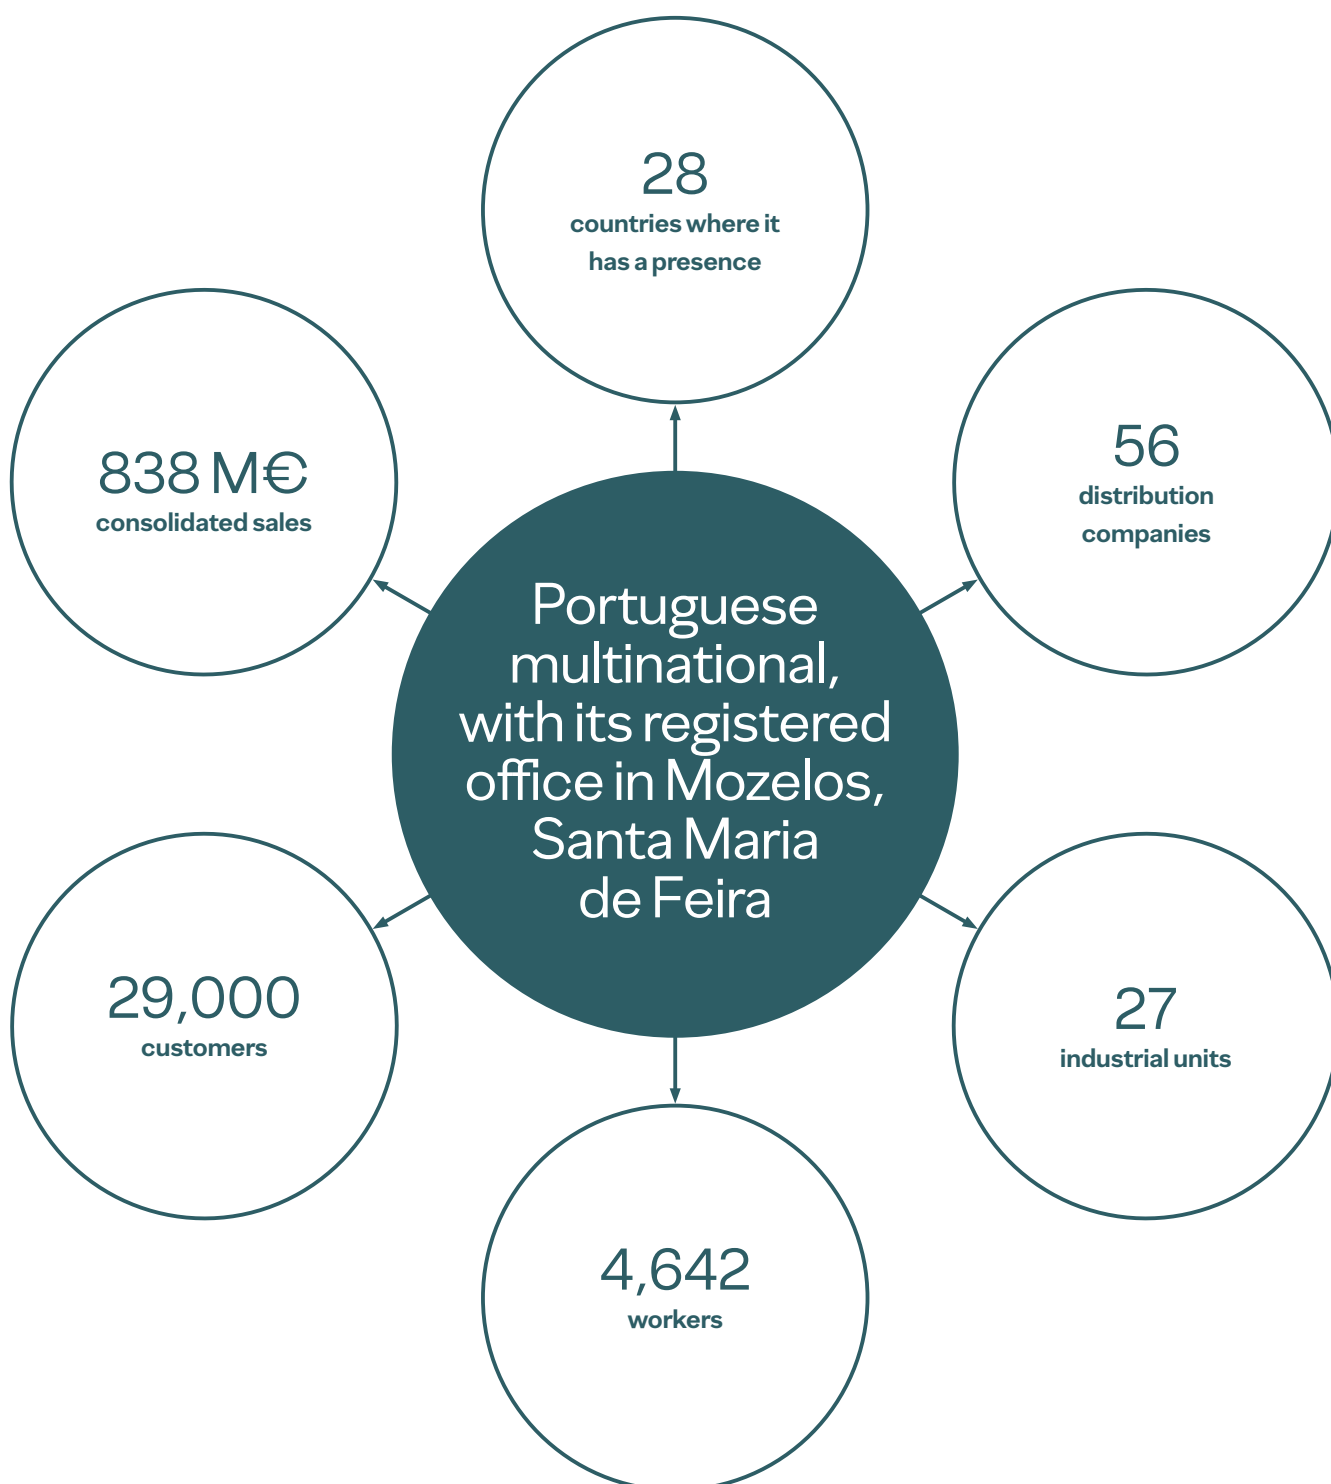 28
countries where it
has a presence
838 M€
consolidated sales
56
distribution
companies
Portuguese
multinational,
with its registered
office in Mozelos,
Santa Maria
de Feira
29,000
customers
27
industrial units
4,642
workers